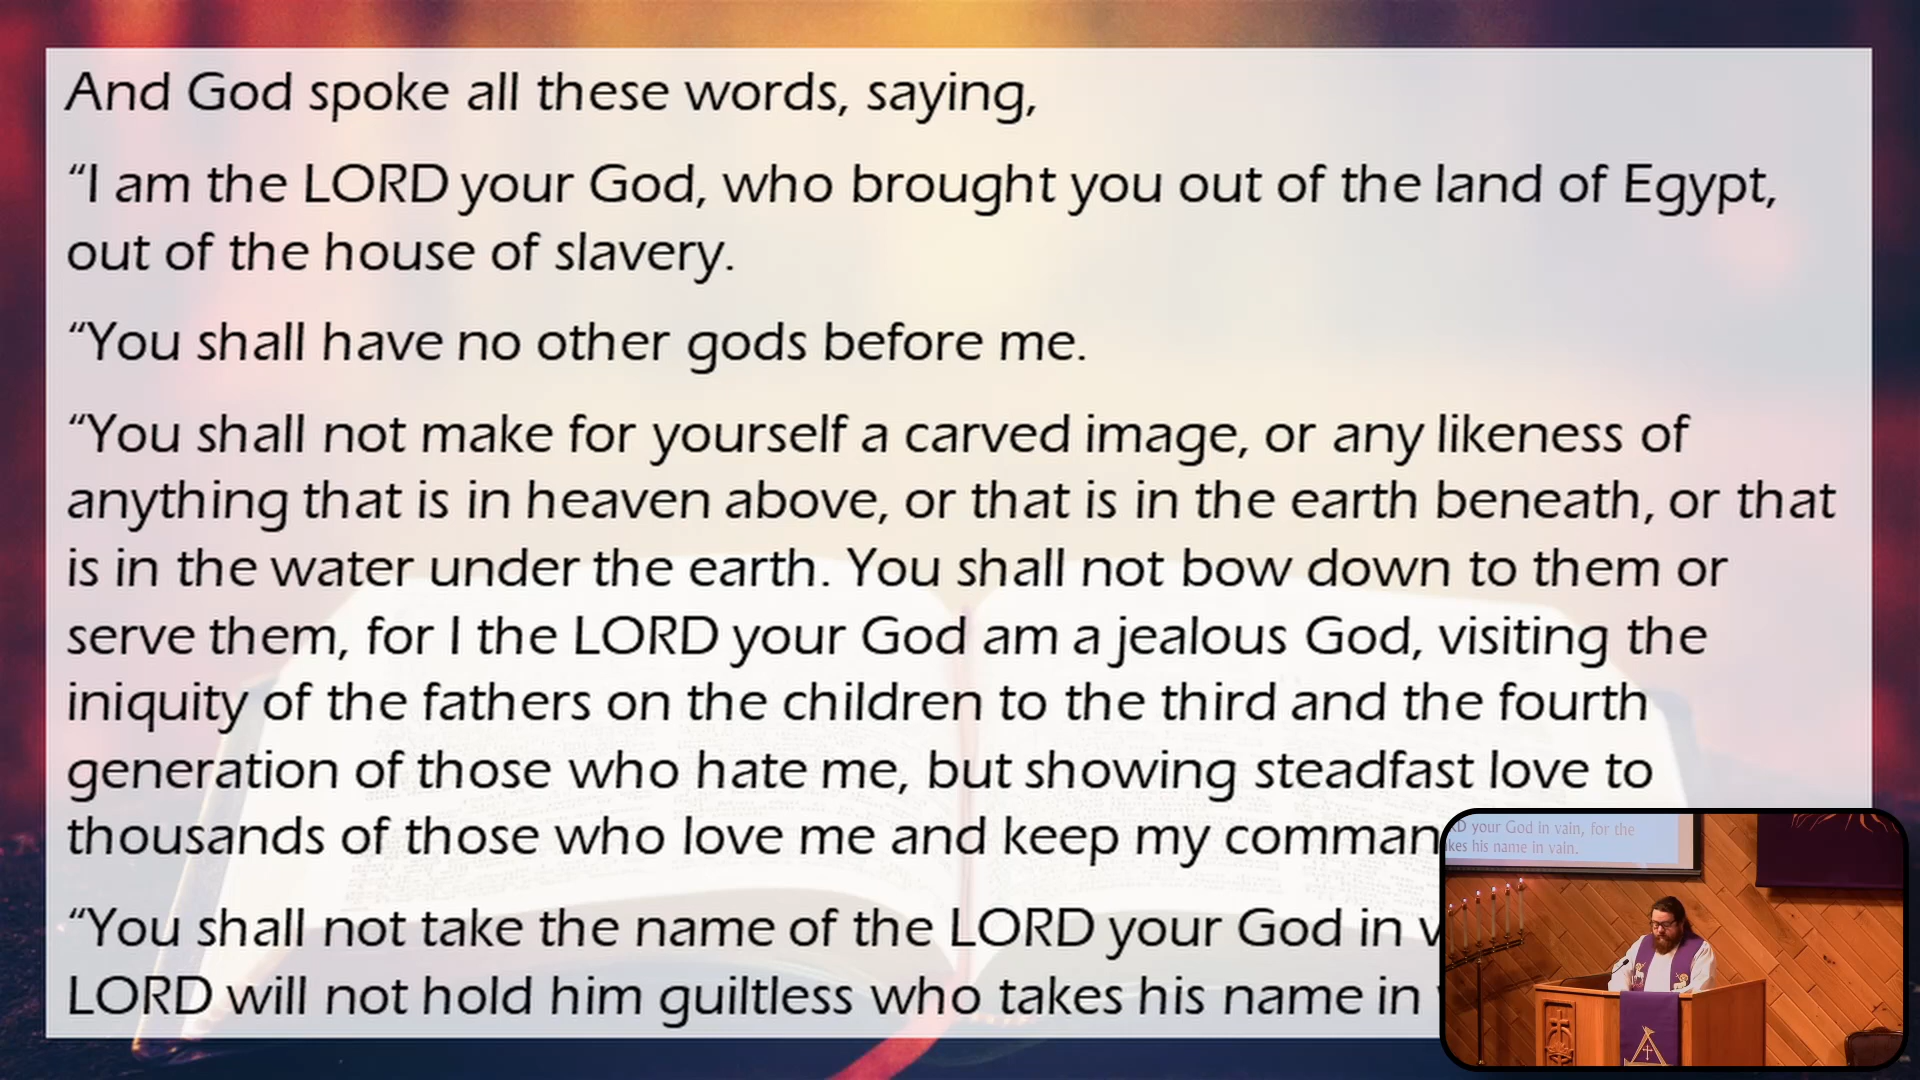 And God spoke all these words, saying,
“I am the LORD your God, who brought you out of the land of Egypt,
out of the house of slavery.
“You shall have no other gods before me.
“You shall not make for yourself a carved image, or any likeness of
anything that is in heaven above, or that is in the earth beneath, or that
is in the water under the earth. You shall not bow down to them or
serve them, for I the LORD your God am a jealous God, visiting the
iniquity of the fathers on the children to the third and the fourth
generation of those who hate me, but showing steadfast love to
thousands of those who love me and keep my comman
“You shall not take the name of the LORD your God in v
LORD will not hold him guiltless who takes his name in
RD your God in vain, for the
kes his name in vain.